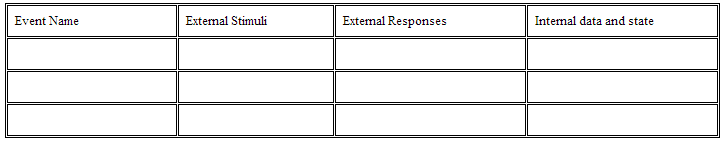 Event Name External Stimuli External Responses Internal data and state